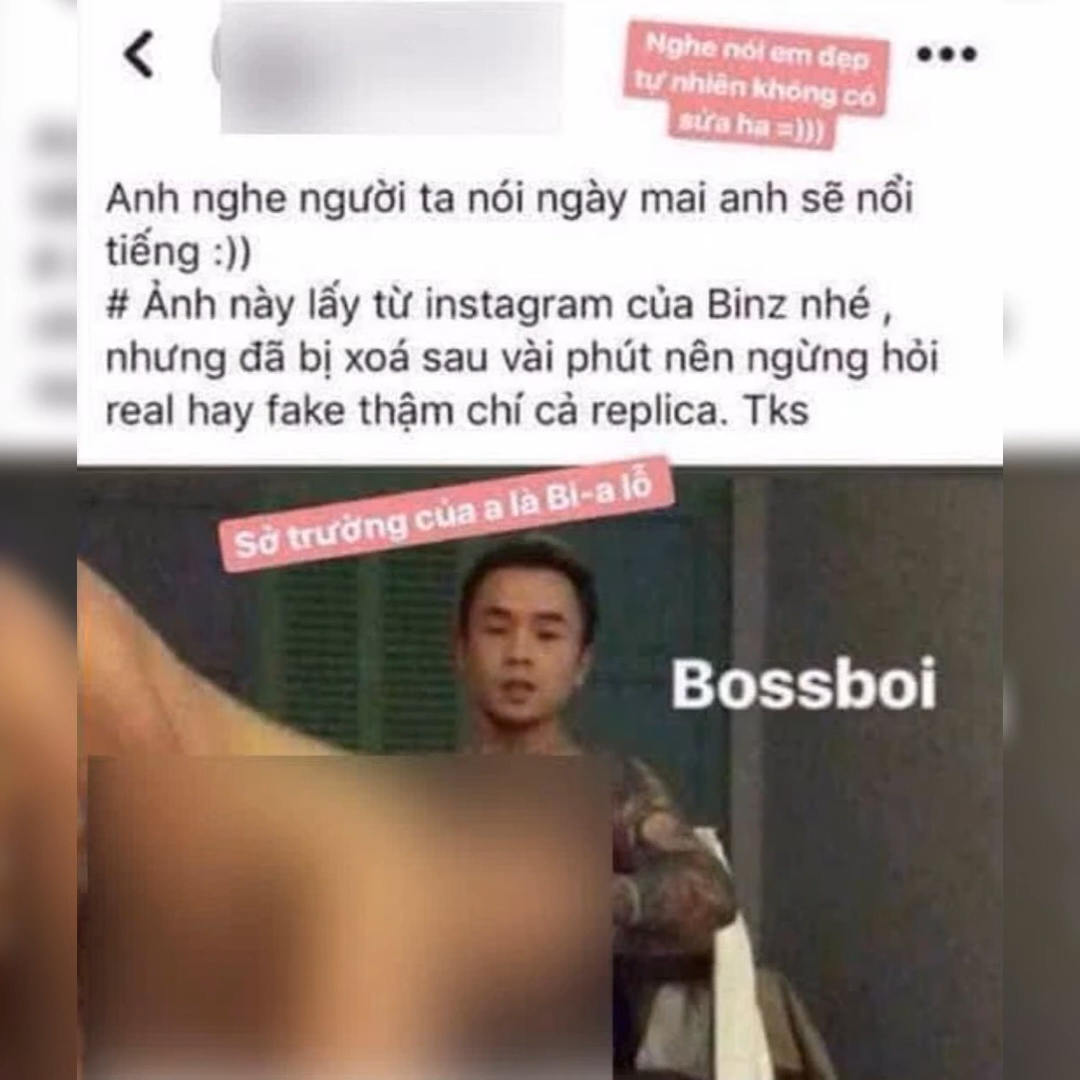 Nghe nói em đẹp
tự nhiên không có
sửa ha =)))
Anh nghe người ta nói ngày mai anh sẽ nổi
tiếng :))
# Ảnh này lấy từ instagram của Binz nhé ,
nhưng đã bị xoá sau vài phút nên ngừng hỏi
real hay fake thậm chí cả replica. Tks
Sở trường của a là Bi-a lỗ
Bossboi